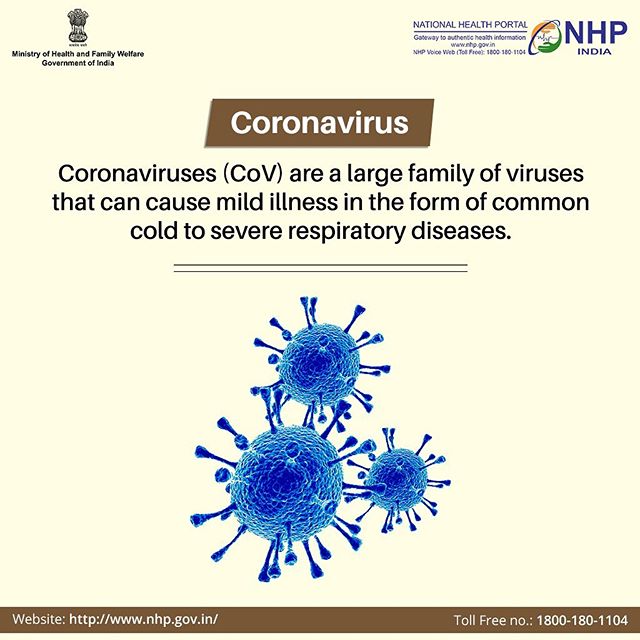 Ministry of Health and Family Welfare
Government of India
NATIONAL HEALTH PORTAL
Gateway to authentic health information
www.nhp.gov.in
NHP Voice Web (Toll Free): 1800-180-1104
NHP
INDIA
Coronavirus
Coronaviruses (CoV) are a large family of viruses
that can cause mild illness in the form of common
cold to severe respiratory diseases.
Website: http://www.nhp.gov.in/
Toll Free no.: 1800-180-1104